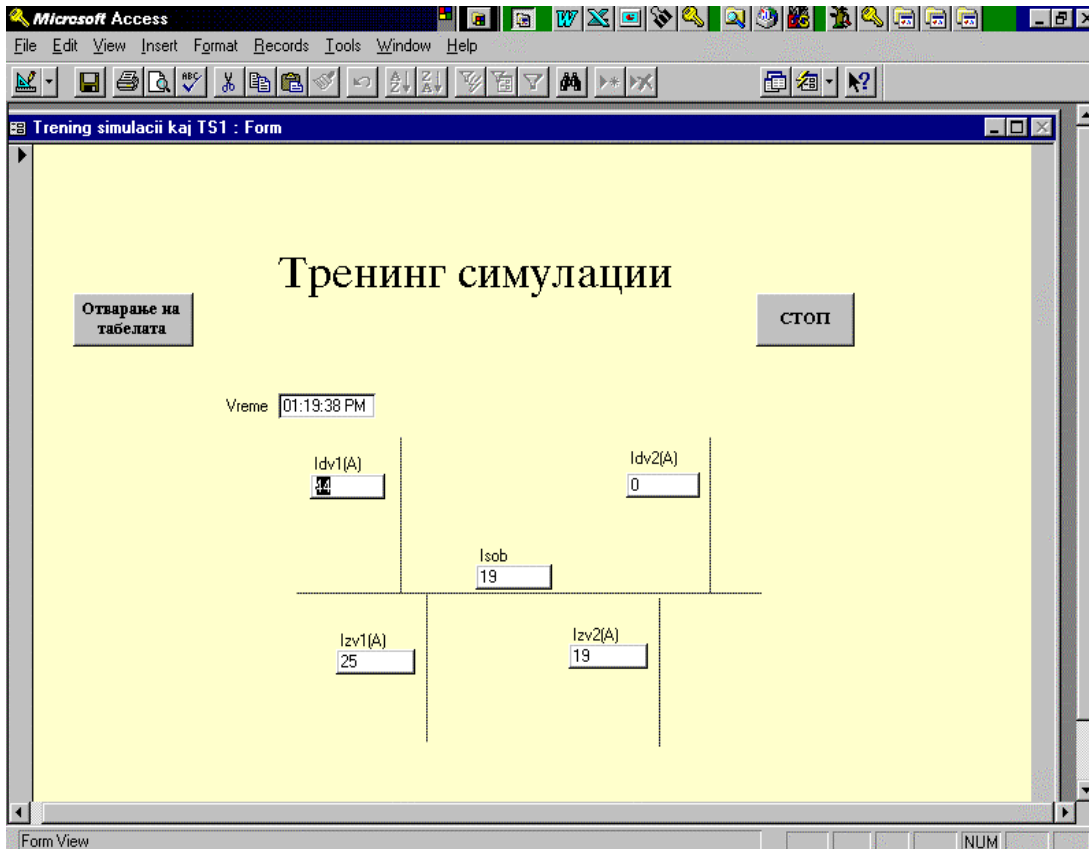 Microsoft Access
File Edit View Insert Format Records Tools Window Help
Trening simulacii kaj TS1 : Form
Тренинг симулации
Отварање на
табелата
СТОП
Vreme 01:19:38 PM
Idv1(A)
44
Idv2(A)
0
Isob
19
Izv1(A)
25
Izv2(A)
19
Form View
NUM